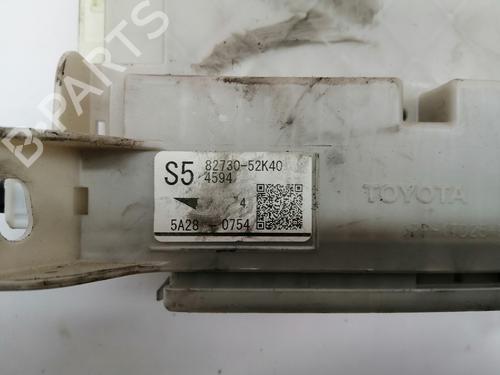 B-PARTS
S5 82730-52K40
4594
4
5A28 - 0754
TOYOTA